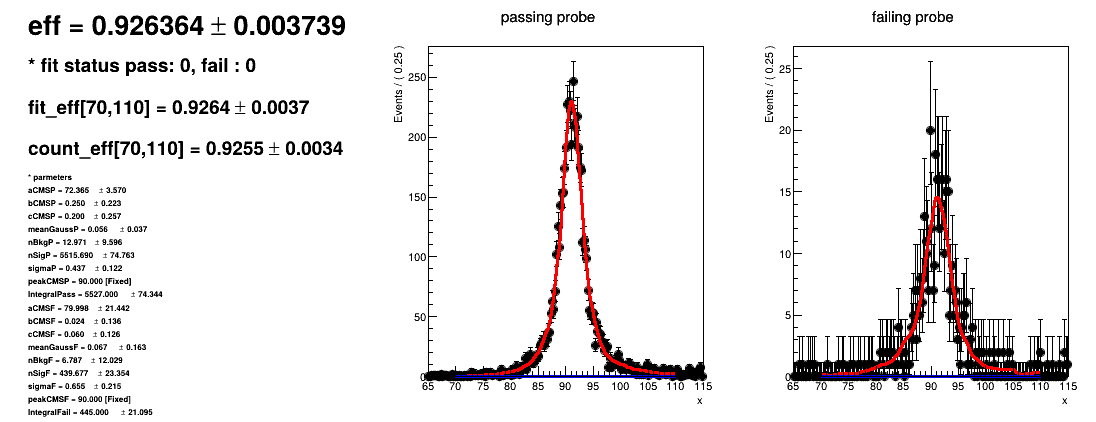 eff = 0.926364 ± 0.003739
* fit status pass: 0, fail : 0
fit_eff[70,110] = 0.9264 ± 0.0037
count_eff[70,110] = 0.9255 ± 0.0034
* parmeters
aCMSP = 72.365 ± 3.570
bCMSP = 0.250 ± 0.223
cCMSP = 0.200 ± 0.257
meanGaussP = 0.056 ± 0.037
nBkgP = 12.971 ± 9.596
nSigP = 5515.690 ± 74.763
sigmaP = 0.437 ± 0.122
peakCMSP = 90.000 [Fixed]
IntegralPass = 5527.000 ± 74.344
aCMSF = 79.998 ± 21.442
bCMSF = 0.024 ± 0.136
cCMSF = 0.060 ± 0.126
meanGaussF = 0.067 ± 0.163
nBkgF = 6.787 ± 12.029
nSigF = 439.677 ± 23.354
sigmaF = 0.655 ± 0.215
peakCMSF = 90.000 [Fixed]
IntegralFail = 445.000 ± 21.095
passing probe
Events / ( 0.25 )
250
200
150
100
50
0
65 70 75 80 85 90 95 100 105 110 115
x
failing probe
Events / ( 0.25 )
25
20
15
10
5
0
65 70 75 80 85 90 95 100 105 110 115
x